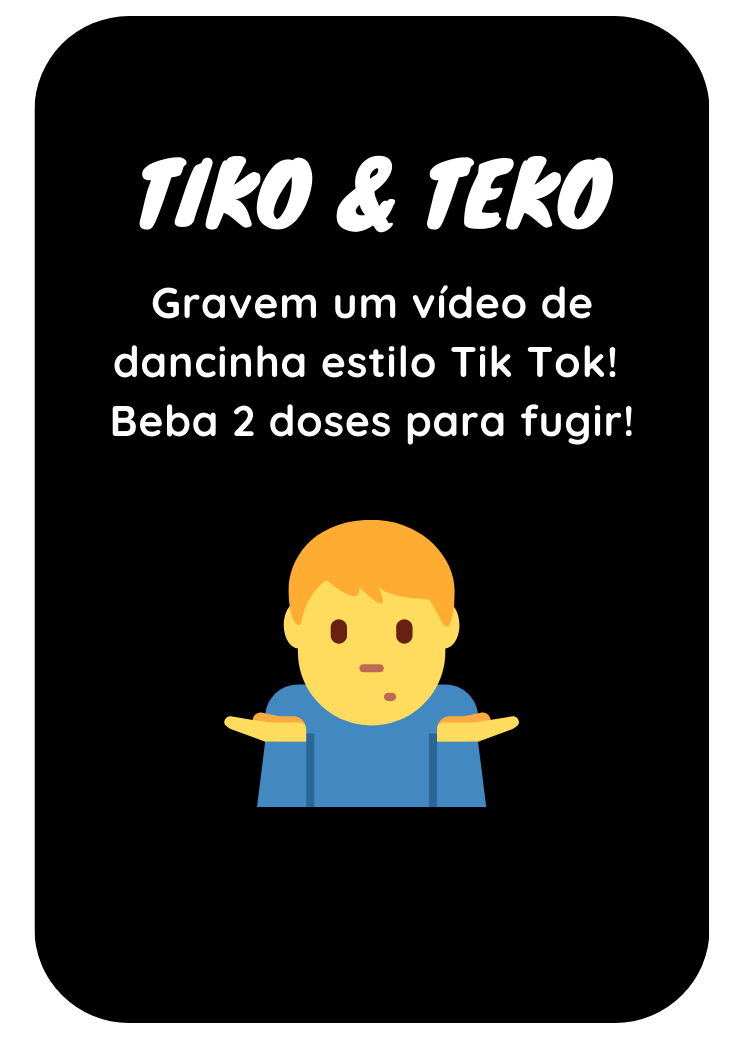 TIKO & TEKO
Gravem um vídeo de
dancinha estilo Tik Tok!
Beba 2 doses para fugir!